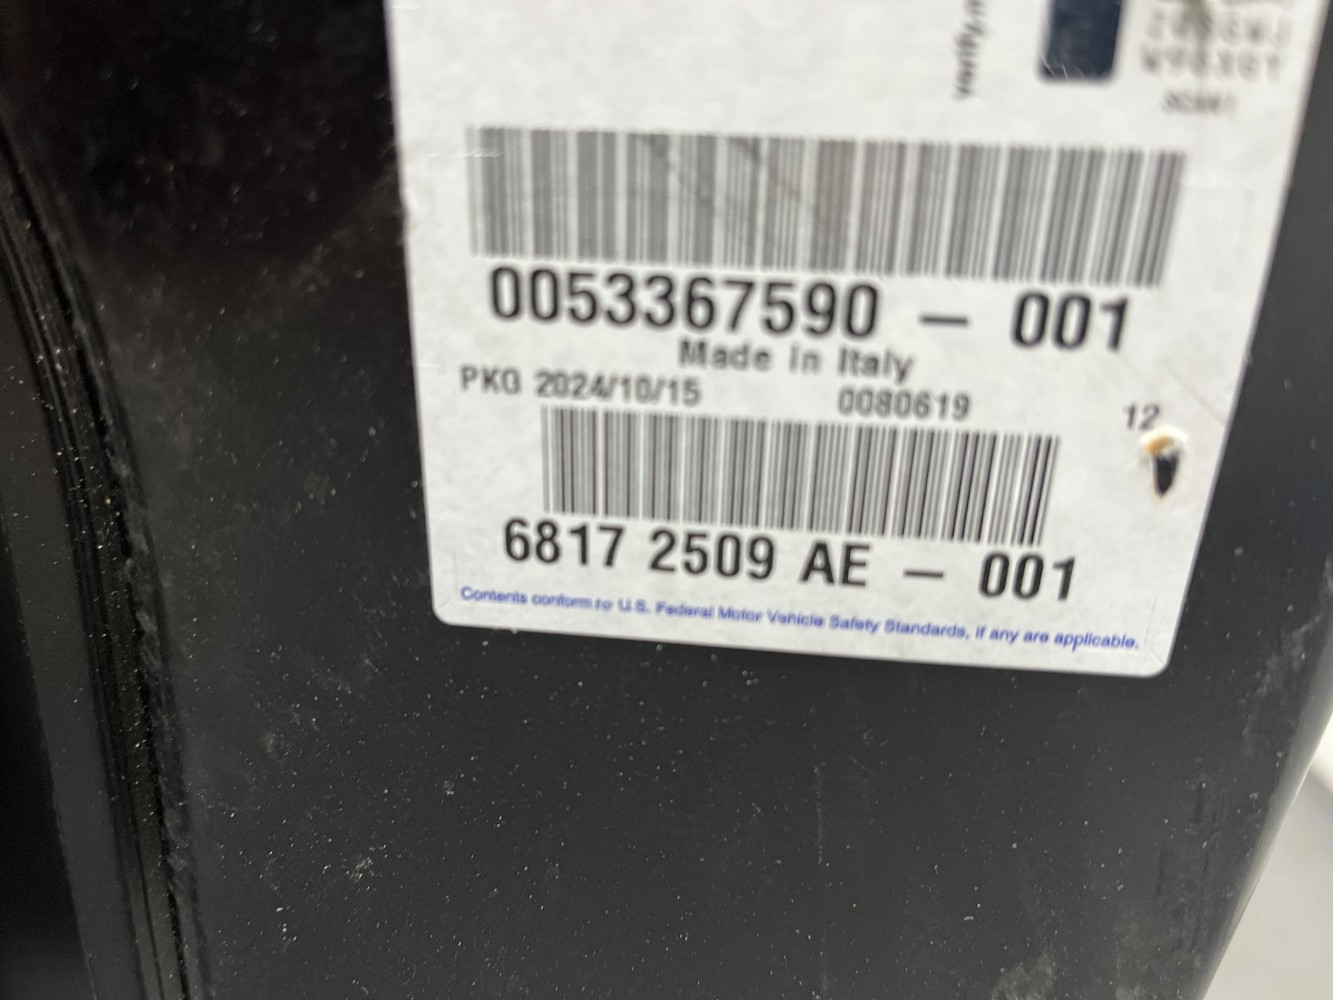 0053367590 – 001
Made in Italy
PKG 2024/10/15 0080619 12
6817 2509 AE – 001
Contents conform to U.S. Federal Motor Vehicle Safety Standards, if any are applicable.